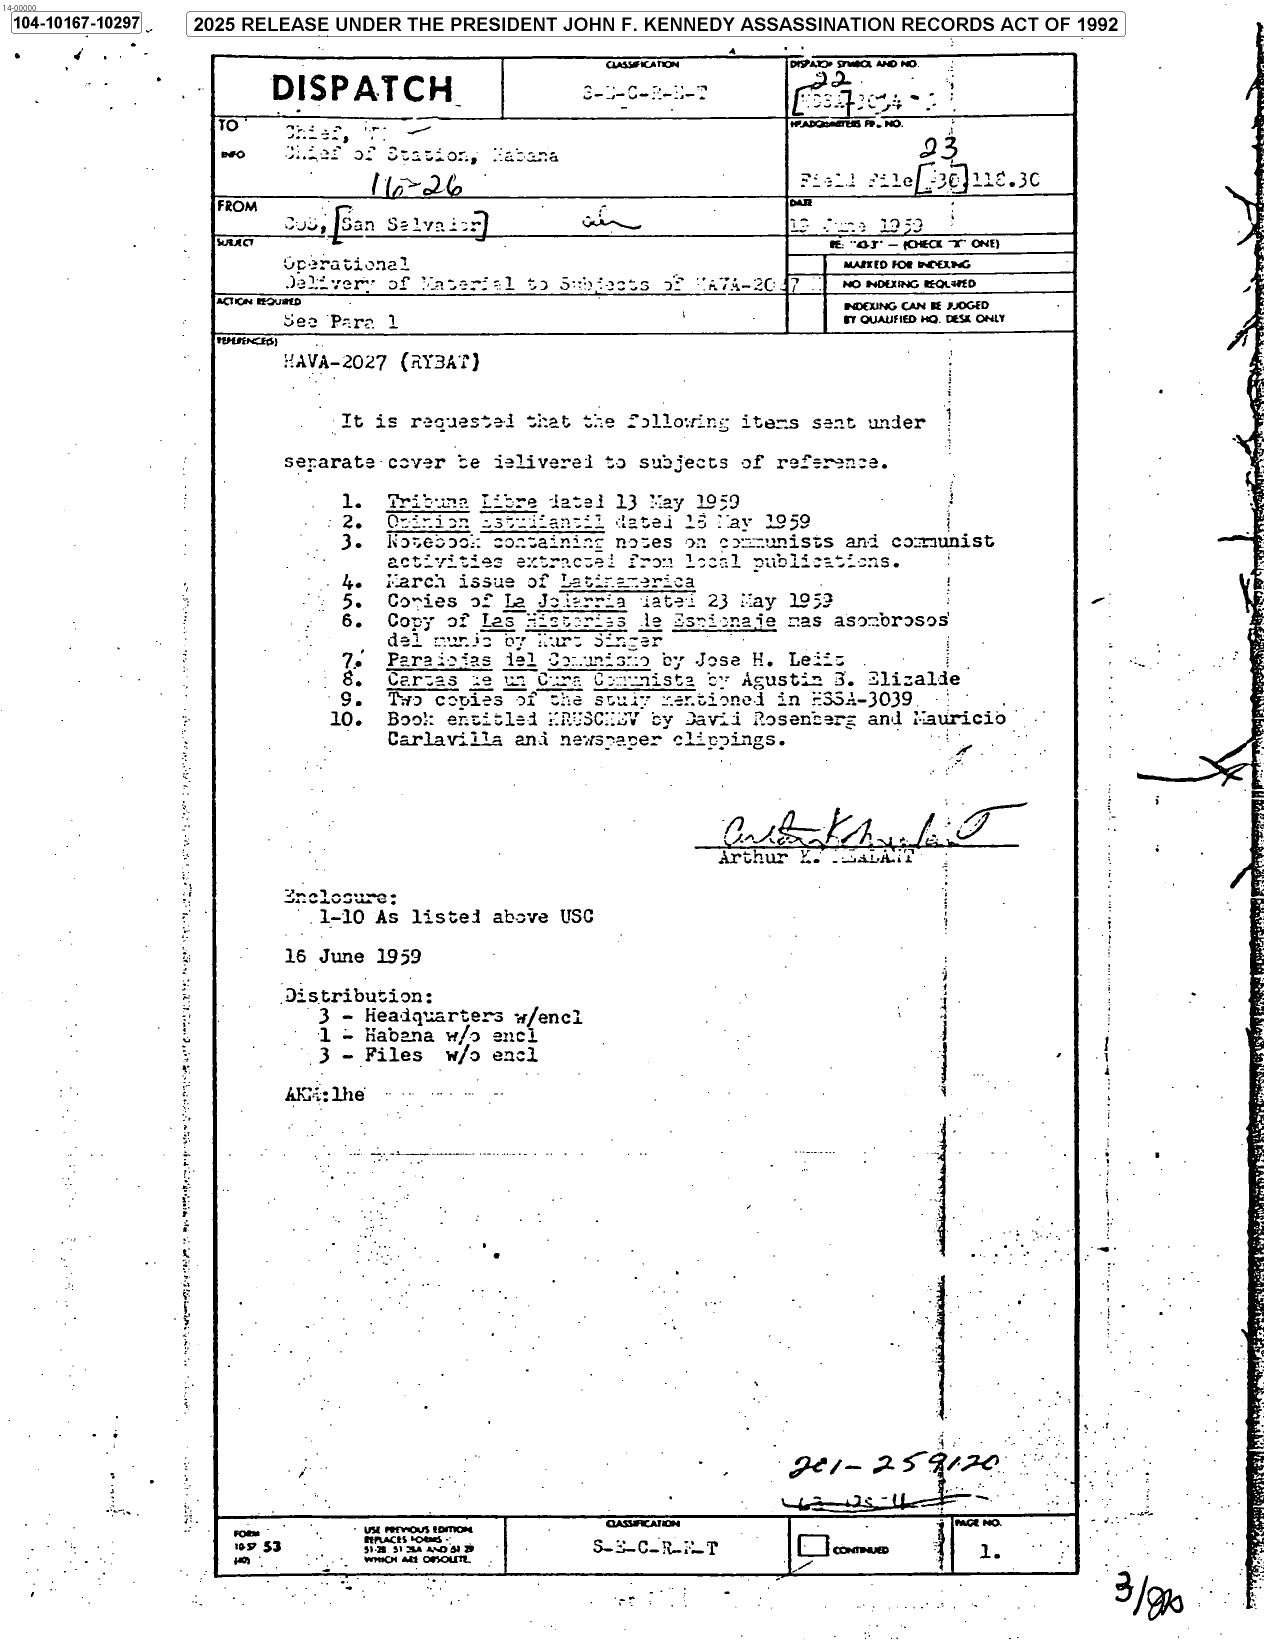 14-00000
104-10167-10297
2025 RELEASE UNDER THE PRESIDENT JOHN F. KENNEDY ASSASSINATION RECORDS ACT OF 1992
DISPATCH
CLASSIFICATION
S-E-C-R-E-T
DISPATCH SYMBOL AND NO.
22
TO
Chief,
HEADQUARTERS FILE NO.
INFO
Chief of Station, Habana
23
16-26
Field File [-30]118.30
FROM
COS, [San Salvador]
DATE
June 1959
SUBJECT
RE: "43-3" — (CHECK "X" ONE)
Operational
MARKED FOR INDEXING
Delivery of Material to Subjects of HAVA-2027
NO INDEXING REQUIRED
ACTION REQUIRED
INDEXING CAN BE JUDGED
See Para 1
BY QUALIFIED HQ. DESK ONLY
REFERENCE(S)
HAVA-2027 (RYBAT)
It is requested that the following items sent under
separate cover be delivered to subjects of reference.
1. Tribuna Libre dated 13 May 1959
2. Opinion Estudiantil dated 15 May 1959
3. Notebook containing notes on communists and communist
activities extracted from local publications.
4. March issue of Latinamerica
5. Copies of La Jolarria dated 23 May 1959
6. Copy of Las Historias de Espionaje mas asombrosos
del mundo by Kurt Singer
7. Paradojas del Comunismo by Jose H. Leiit
8. Cartas de un Cura Comunista by Agustin B. Elizalde
9. Two copies of the study mentioned in HSSA-3039
10. Book entitled KRUSCHEV by David Rosenberg and Mauricio
Carlavilla and newspaper clippings.
Arthur K.
Enclosure:
1-10 As listed above USC
16 June 1959
Distribution:
3 - Headquarters w/encl
1 - Habana w/o encl
3 - Files w/o encl
AKM:lhe
201-259120
FORM
10-57 53
(40)
USE PREVIOUS EDITION
REPLACES FORMS
51-28 51-28A AND 51-29
WHICH ARE OBSOLETE.
CLASSIFICATION
S-E-C-R-E-T
CONTINUED
PAGE NO.
1.